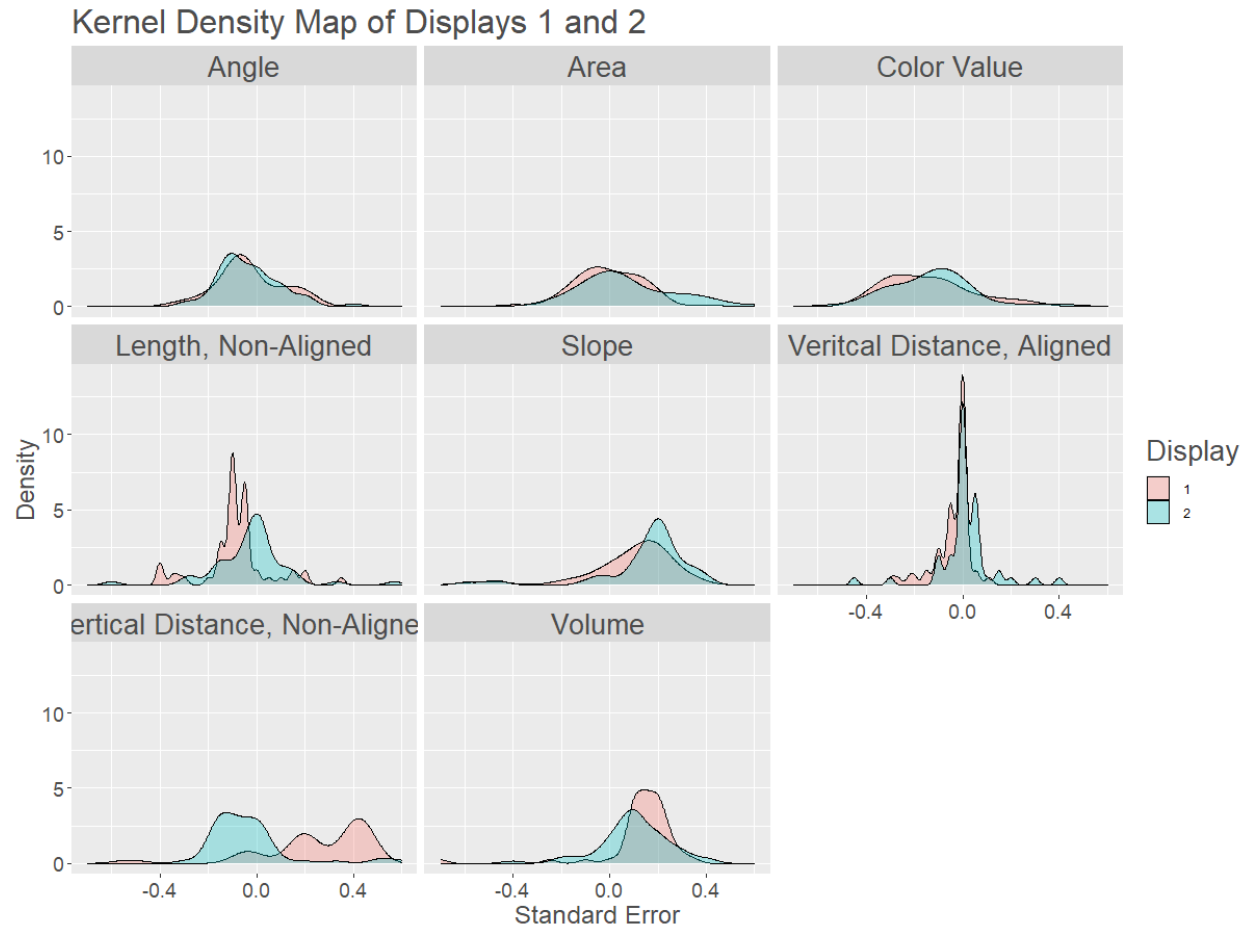 Kernel Density Map of Displays 1 and 2
Angle
Area
Color Value
10
5
0
Length, Non-Aligned
Slope
Veritcal Distance, Aligned
10
5
0
-0.4 0.0 0.4
ertical Distance, Non-Aligne
Volume
10
5
0
-0.4 0.0 0.4
-0.4 0.0 0.4
Standard Error
Density
Display
1
2